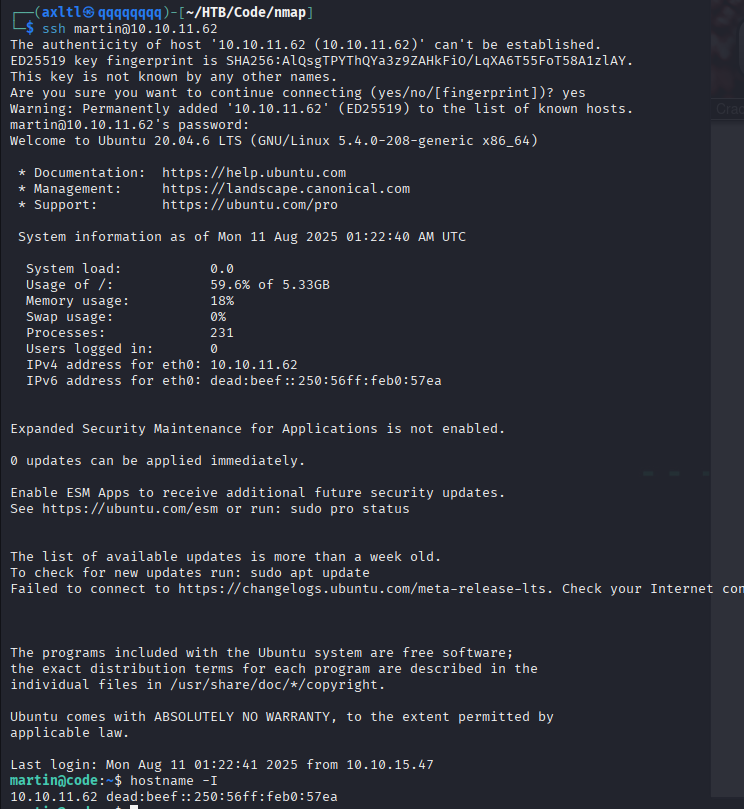 ┌──(axltl㉿qqqqqqqq)-[~/HTB/Code/nmap]
└─$ ssh martin@10.10.11.62
The authenticity of host '10.10.11.62 (10.10.11.62)' can't be established.
ED25519 key fingerprint is SHA256:AlQsgTPYThQYa3z9ZAHkFiO/LqXA6T55FoT58A1zlAY.
This key is not known by any other names.
Are you sure you want to continue connecting (yes/no/[fingerprint])? yes
Warning: Permanently added '10.10.11.62' (ED25519) to the list of known hosts.
martin@10.10.11.62's password:
Welcome to Ubuntu 20.04.6 LTS (GNU/Linux 5.4.0-208-generic x86_64)
* Documentation:  https://help.ubuntu.com
* Management:     https://landscape.canonical.com
* Support:        https://ubuntu.com/pro
System information as of Mon 11 Aug 2025 01:22:40 AM UTC
System load:           0.0
Usage of /:            59.6% of 5.33GB
Memory usage:          18%
Swap usage:            0%
Processes:             231
Users logged in:       0
IPv4 address for eth0: 10.10.11.62
IPv6 address for eth0: dead:beef::250:56ff:feb0:57ea
Expanded Security Maintenance for Applications is not enabled.
0 updates can be applied immediately.
Enable ESM Apps to receive additional future security updates.
See https://ubuntu.com/esm or run: sudo pro status
The list of available updates is more than a week old.
To check for new updates run: sudo apt update
Failed to connect to https://changelogs.ubuntu.com/meta-release-lts. Check your Internet con
The programs included with the Ubuntu system are free software;
the exact distribution terms for each program are described in the
individual files in /usr/share/doc/*/copyright.
Ubuntu comes with ABSOLUTELY NO WARRANTY, to the extent permitted by
applicable law.
Last login: Mon Aug 11 01:22:41 2025 from 10.10.15.47
martin@code:~$ hostname -I
10.10.11.62 dead:beef::250:56ff:feb0:57ea